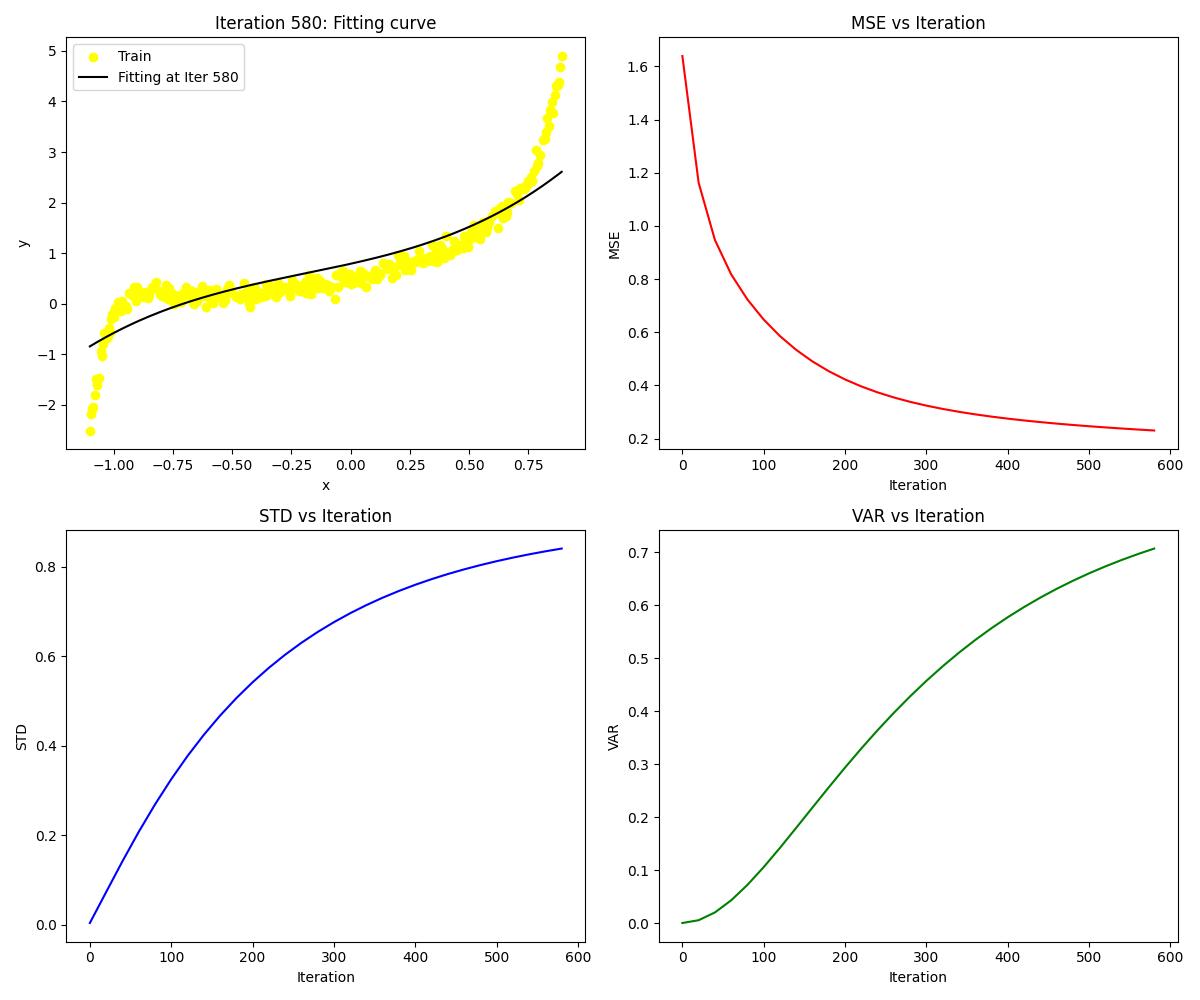 Iteration 580: Fitting curve
Train
Fitting at Iter 580
5
4
3
2
1
0
−1
−2
y
−1.00 −0.75 −0.50 −0.25 0.00 0.25 0.50 0.75
x
MSE vs Iteration
1.6
1.4
1.2
1.0
0.8
0.6
0.4
0.2
MSE
0 100 200 300 400 500 600
Iteration
STD vs Iteration
0.8
0.6
0.4
0.2
0.0
STD
0 100 200 300 400 500 600
Iteration
VAR vs Iteration
0.7
0.6
0.5
0.4
0.3
0.2
0.1
0.0
VAR
0 100 200 300 400 500 600
Iteration